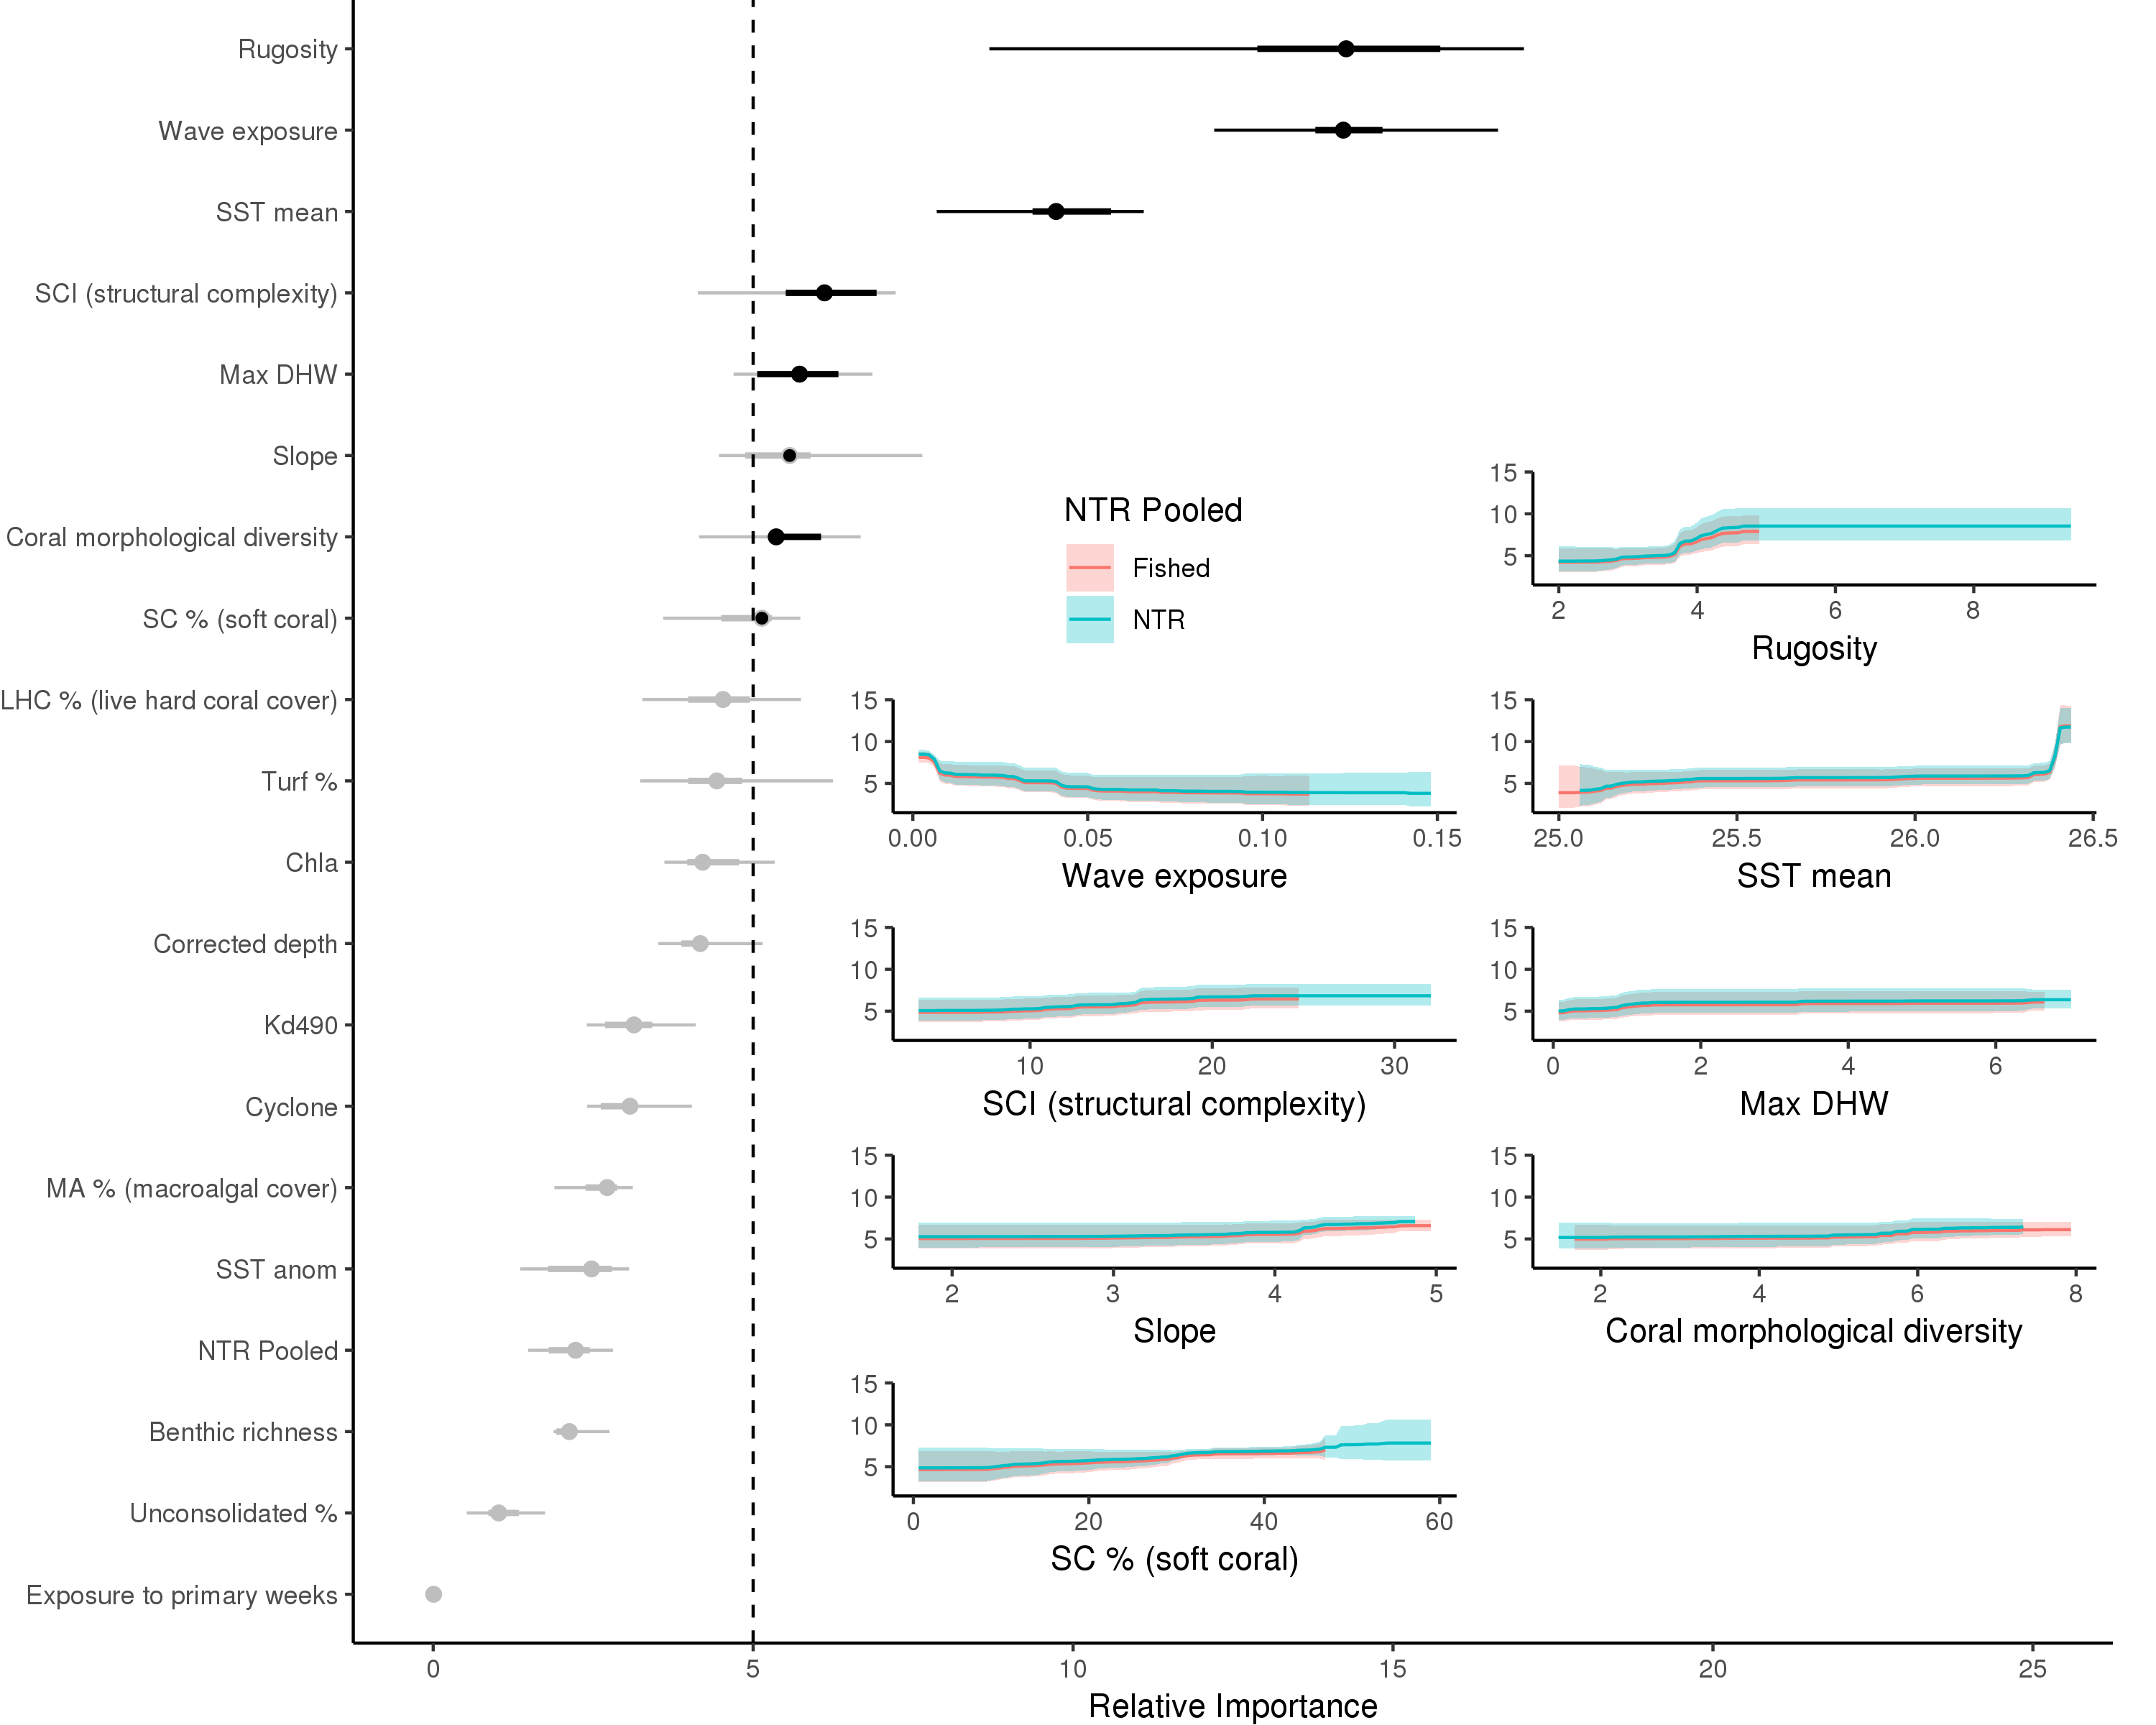 Rugosity
Wave exposure
SST mean
SCI (structural complexity)
Max DHW
Slope
Coral morphological diversity
SC % (soft coral)
LHC % (live hard coral cover)
Turf %
Chla
Corrected depth
Kd490
Cyclone
MA % (macroalgal cover)
SST anom
NTR Pooled
Benthic richness
Unconsolidated %
Exposure to primary weeks
0 5 10 15 20 25
Relative Importance
NTR Pooled
Fished
NTR
15
10
5
2 4 6 8
Rugosity
15
10
5
0.00 0.05 0.10 0.15
Wave exposure
15
10
5
25.0 25.5 26.0 26.5
SST mean
15
10
5
10 20 30
SCI (structural complexity)
15
10
5
0 2 4 6
Max DHW
15
10
5
2 3 4 5
Slope
15
10
5
2 4 6 8
Coral morphological diversity
15
10
5
0 20 40 60
SC % (soft coral)